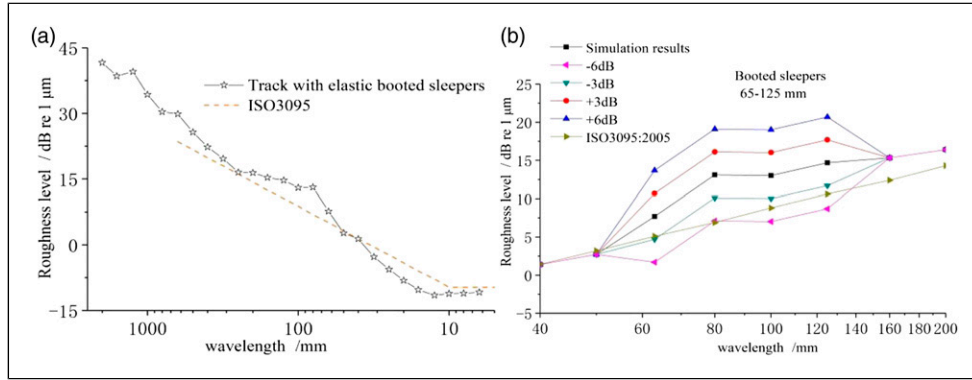 (a)
45
30
15
0
-15
Roughness level / dB re 1 μm
Track with elastic booted sleepers
ISO3095
1000
100
10
wavelength /mm
(b)
Simulation results
-6dB
-3dB
+3dB
+6dB
ISO3095:2005
Booted sleepers
65-125 mm
25
20
15
10
5
0
-5
Roughness level / dB re 1 μm
40
60
80
100
120
140
160
180
200
wavelength /mm